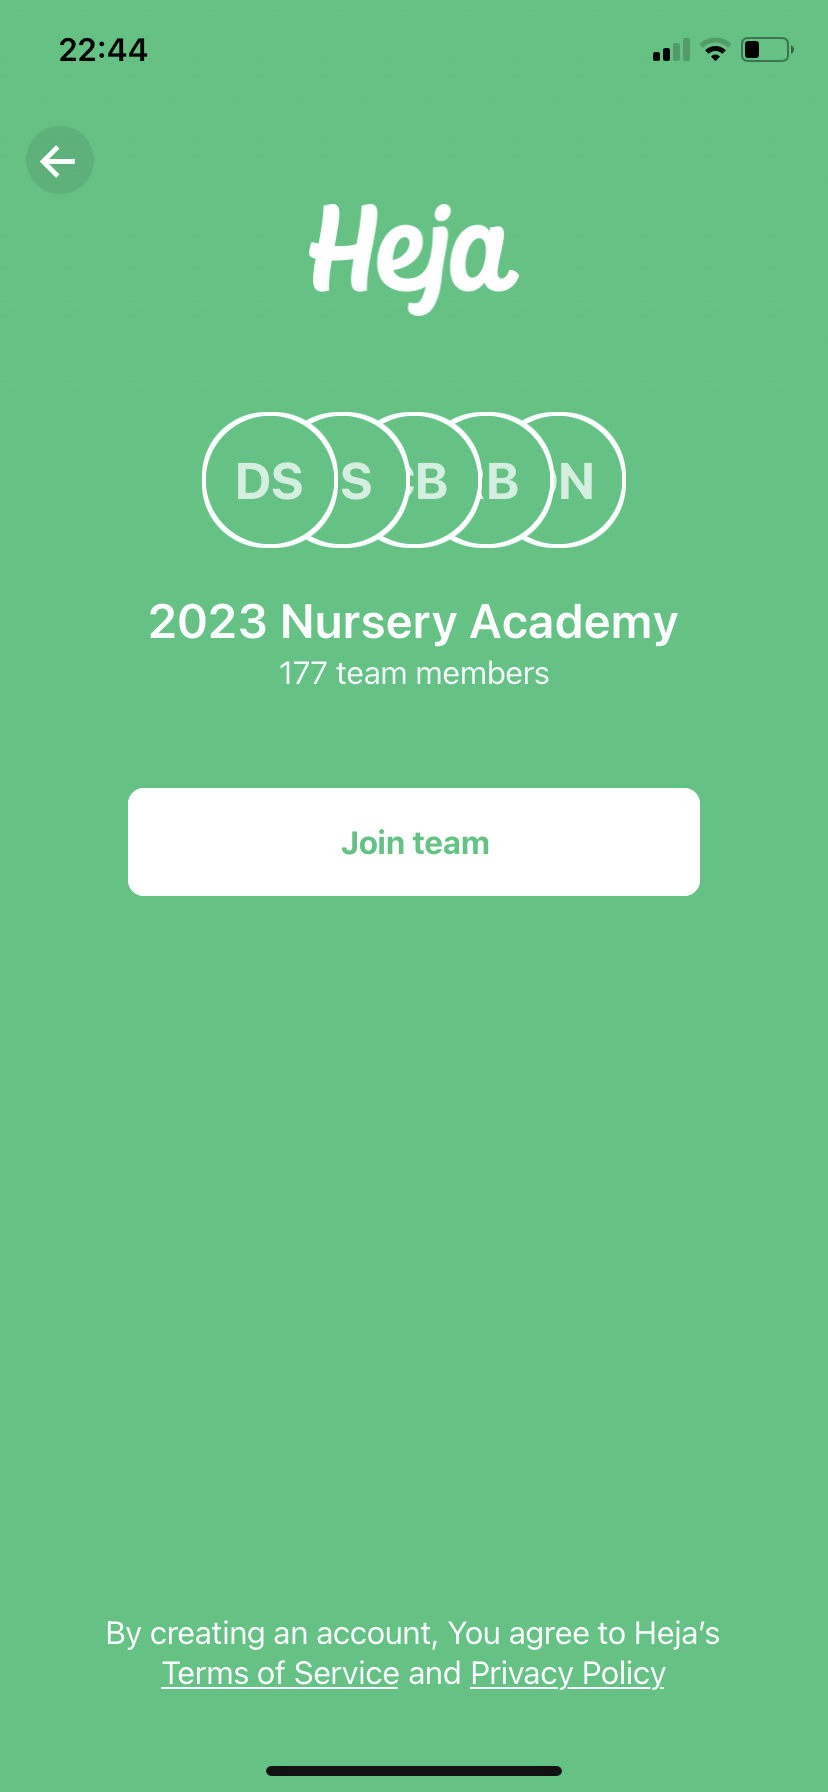 22:44
Heja
DS S CB B N
2023 Nursery Academy
177 team members
Join team
By creating an account, You agree to Heja’s
Terms of Service and Privacy Policy